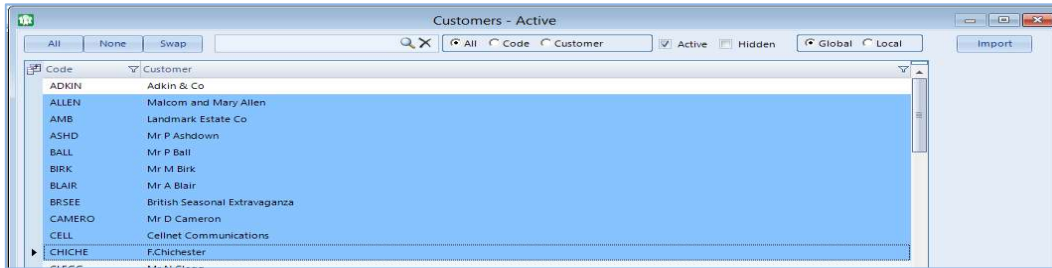 Customers - Active
All None Swap All Code Customer Active Hidden Global Local Import
Code Customer
ADKIN Adkin & Co
ALLEN Malcom and Mary Allen
AMB Landmark Estate Co
ASHD Mr P Ashdown
BALL Mr P Ball
BIRK Mr M Birk
BLAIR Mr A Blair
BRSEE British Seasonal Extravaganza
CAMERO Mr D Cameron
CELL Cellnet Communications
CHICHE F.Chichester